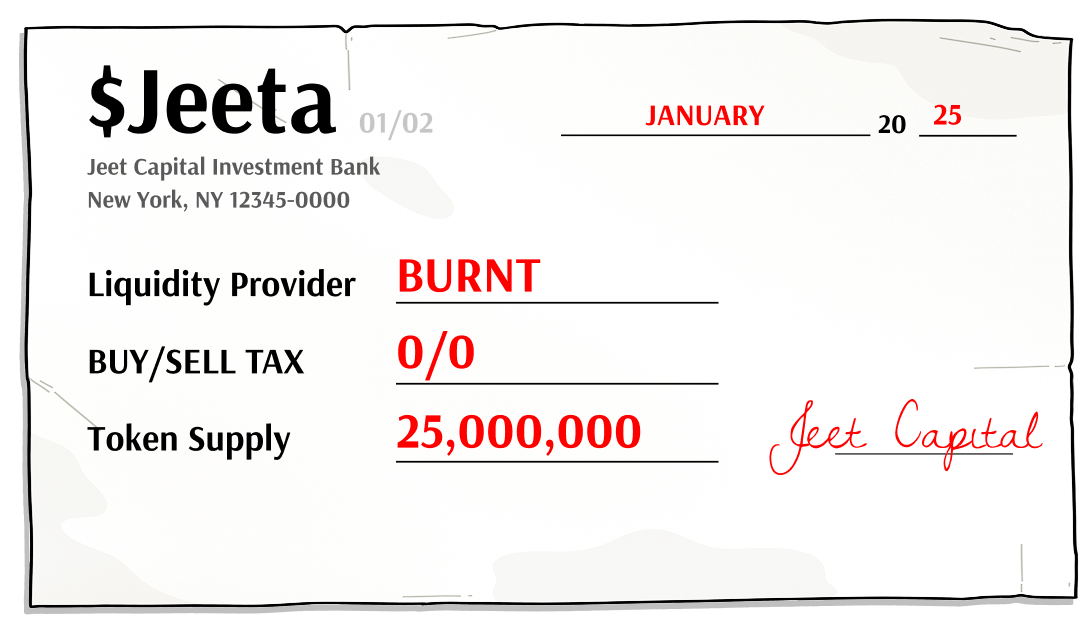 $Jeeta 01/02 JANUARY 20 25
Jeet Capital Investment Bank
New York, NY 12345-0000
Liquidity Provider BURNT
BUY/SELL TAX 0/0
Token Supply 25,000,000
Jeet Capital